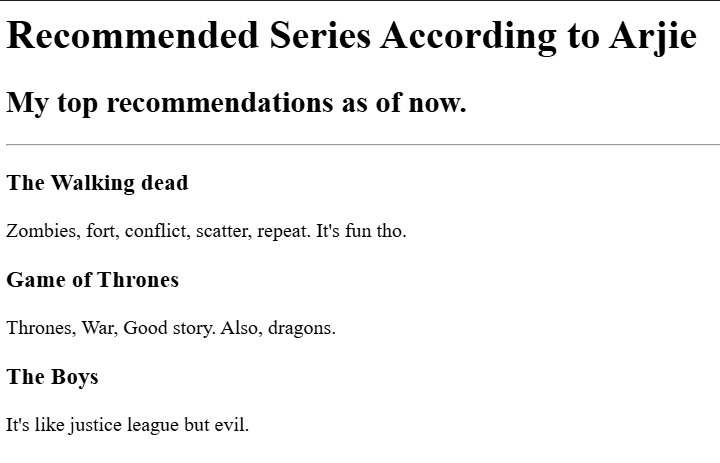 Recommended Series According to Arjie
My top recommendations as of now.
The Walking dead
Zombies, fort, conflict, scatter, repeat. It's fun tho.
Game of Thrones
Thrones, War, Good story. Also, dragons.
The Boys
It's like justice league but evil.